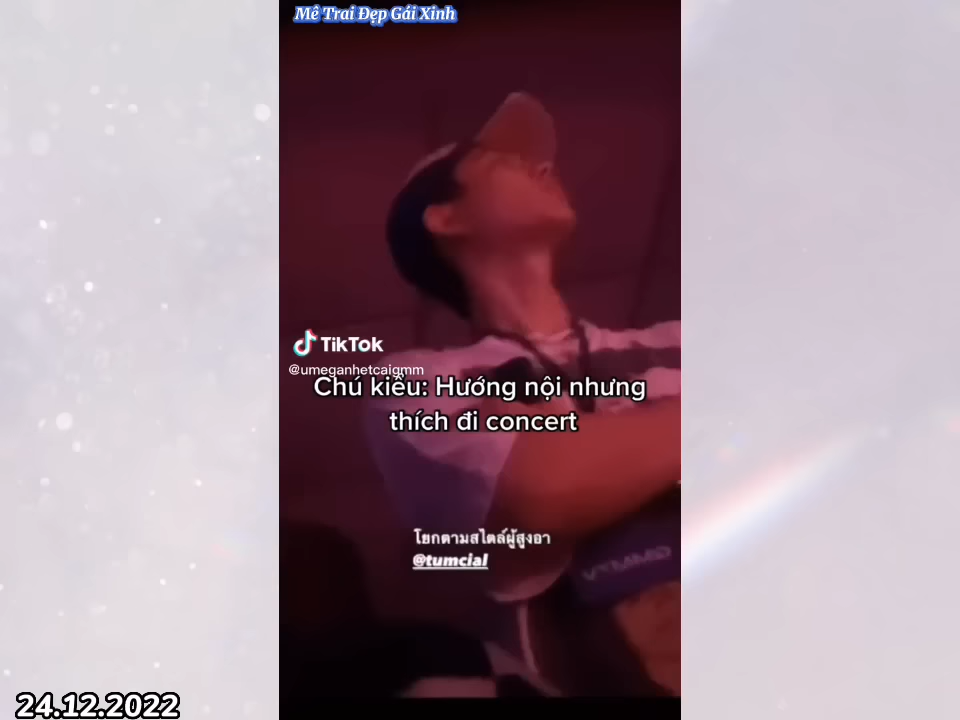 Mê Trai Đẹp Gái Xinh
TikTok
@umeganhetcaigmm
Chú kiểu: Hướng nội nhưng
thích đi concert
โยกตามสไตล์ผู้สูงอา
@tumcial
24.12.2022